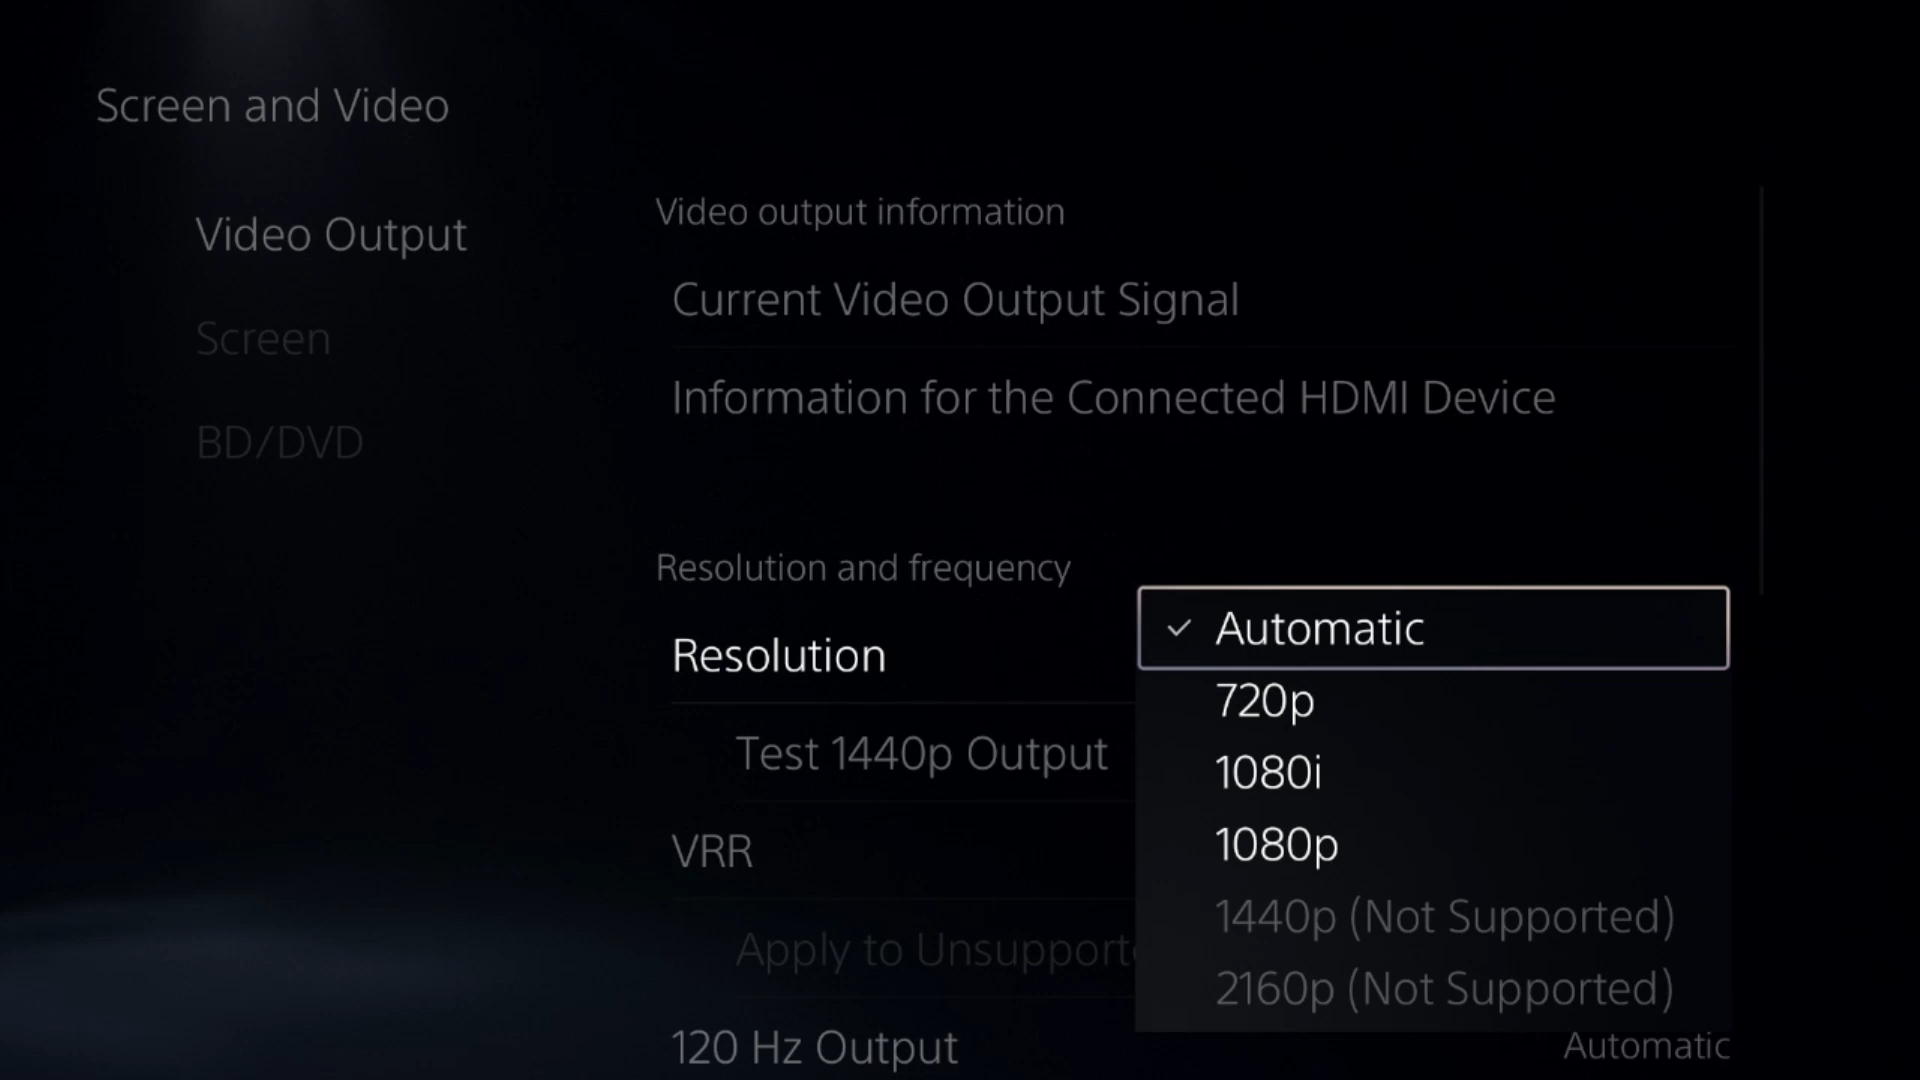 Screen and Video
Video Output
Screen
BD/DVD
Video output information
Current Video Output Signal
Information for the Connected HDMI Device
Resolution and frequency
Resolution
✓ Automatic
720p
1080i
1080p
1440p (Not Supported)
2160p (Not Supported)
Test 1440p Output
VRR
Apply to
120 Hz Output
Automatic